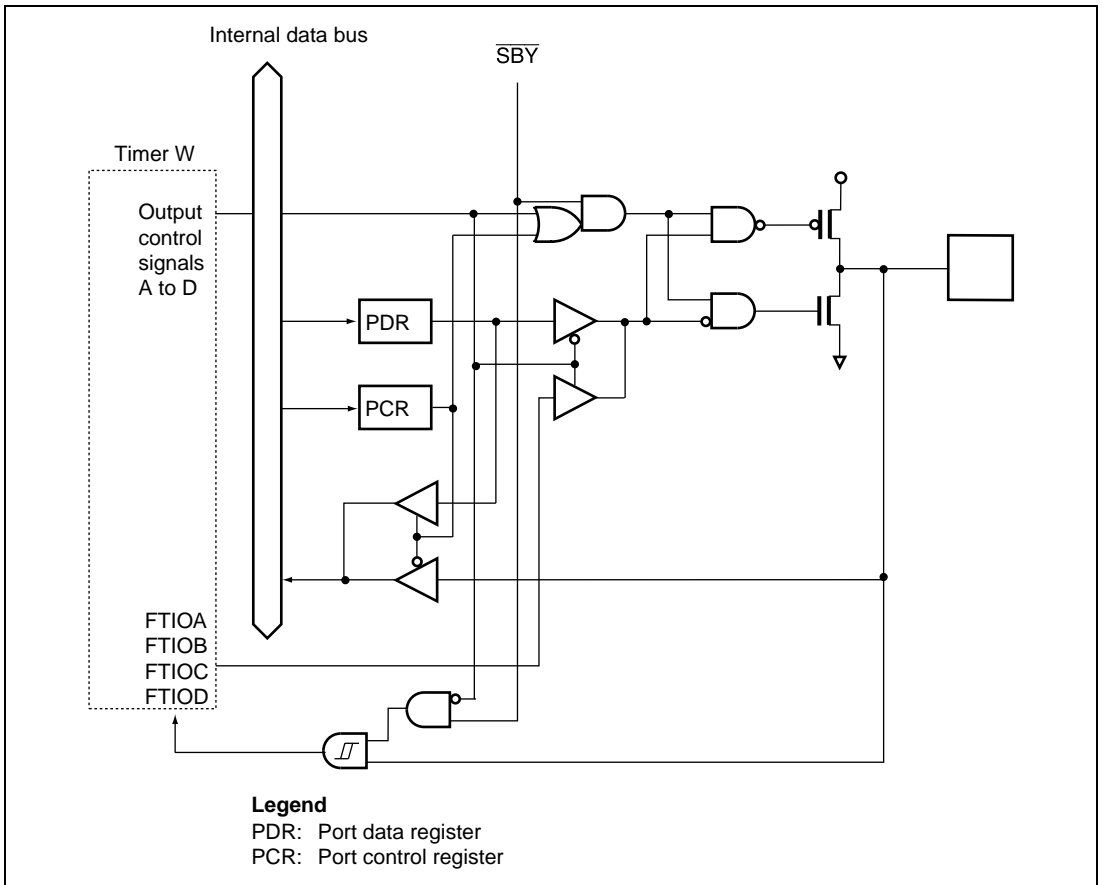 Internal data bus
SBY
Timer W
Output
control
signals
A to D
PDR
PCR
FTIOA
FTIOB
FTIOC
FTIOD
Legend
PDR: Port data register
PCR: Port control register